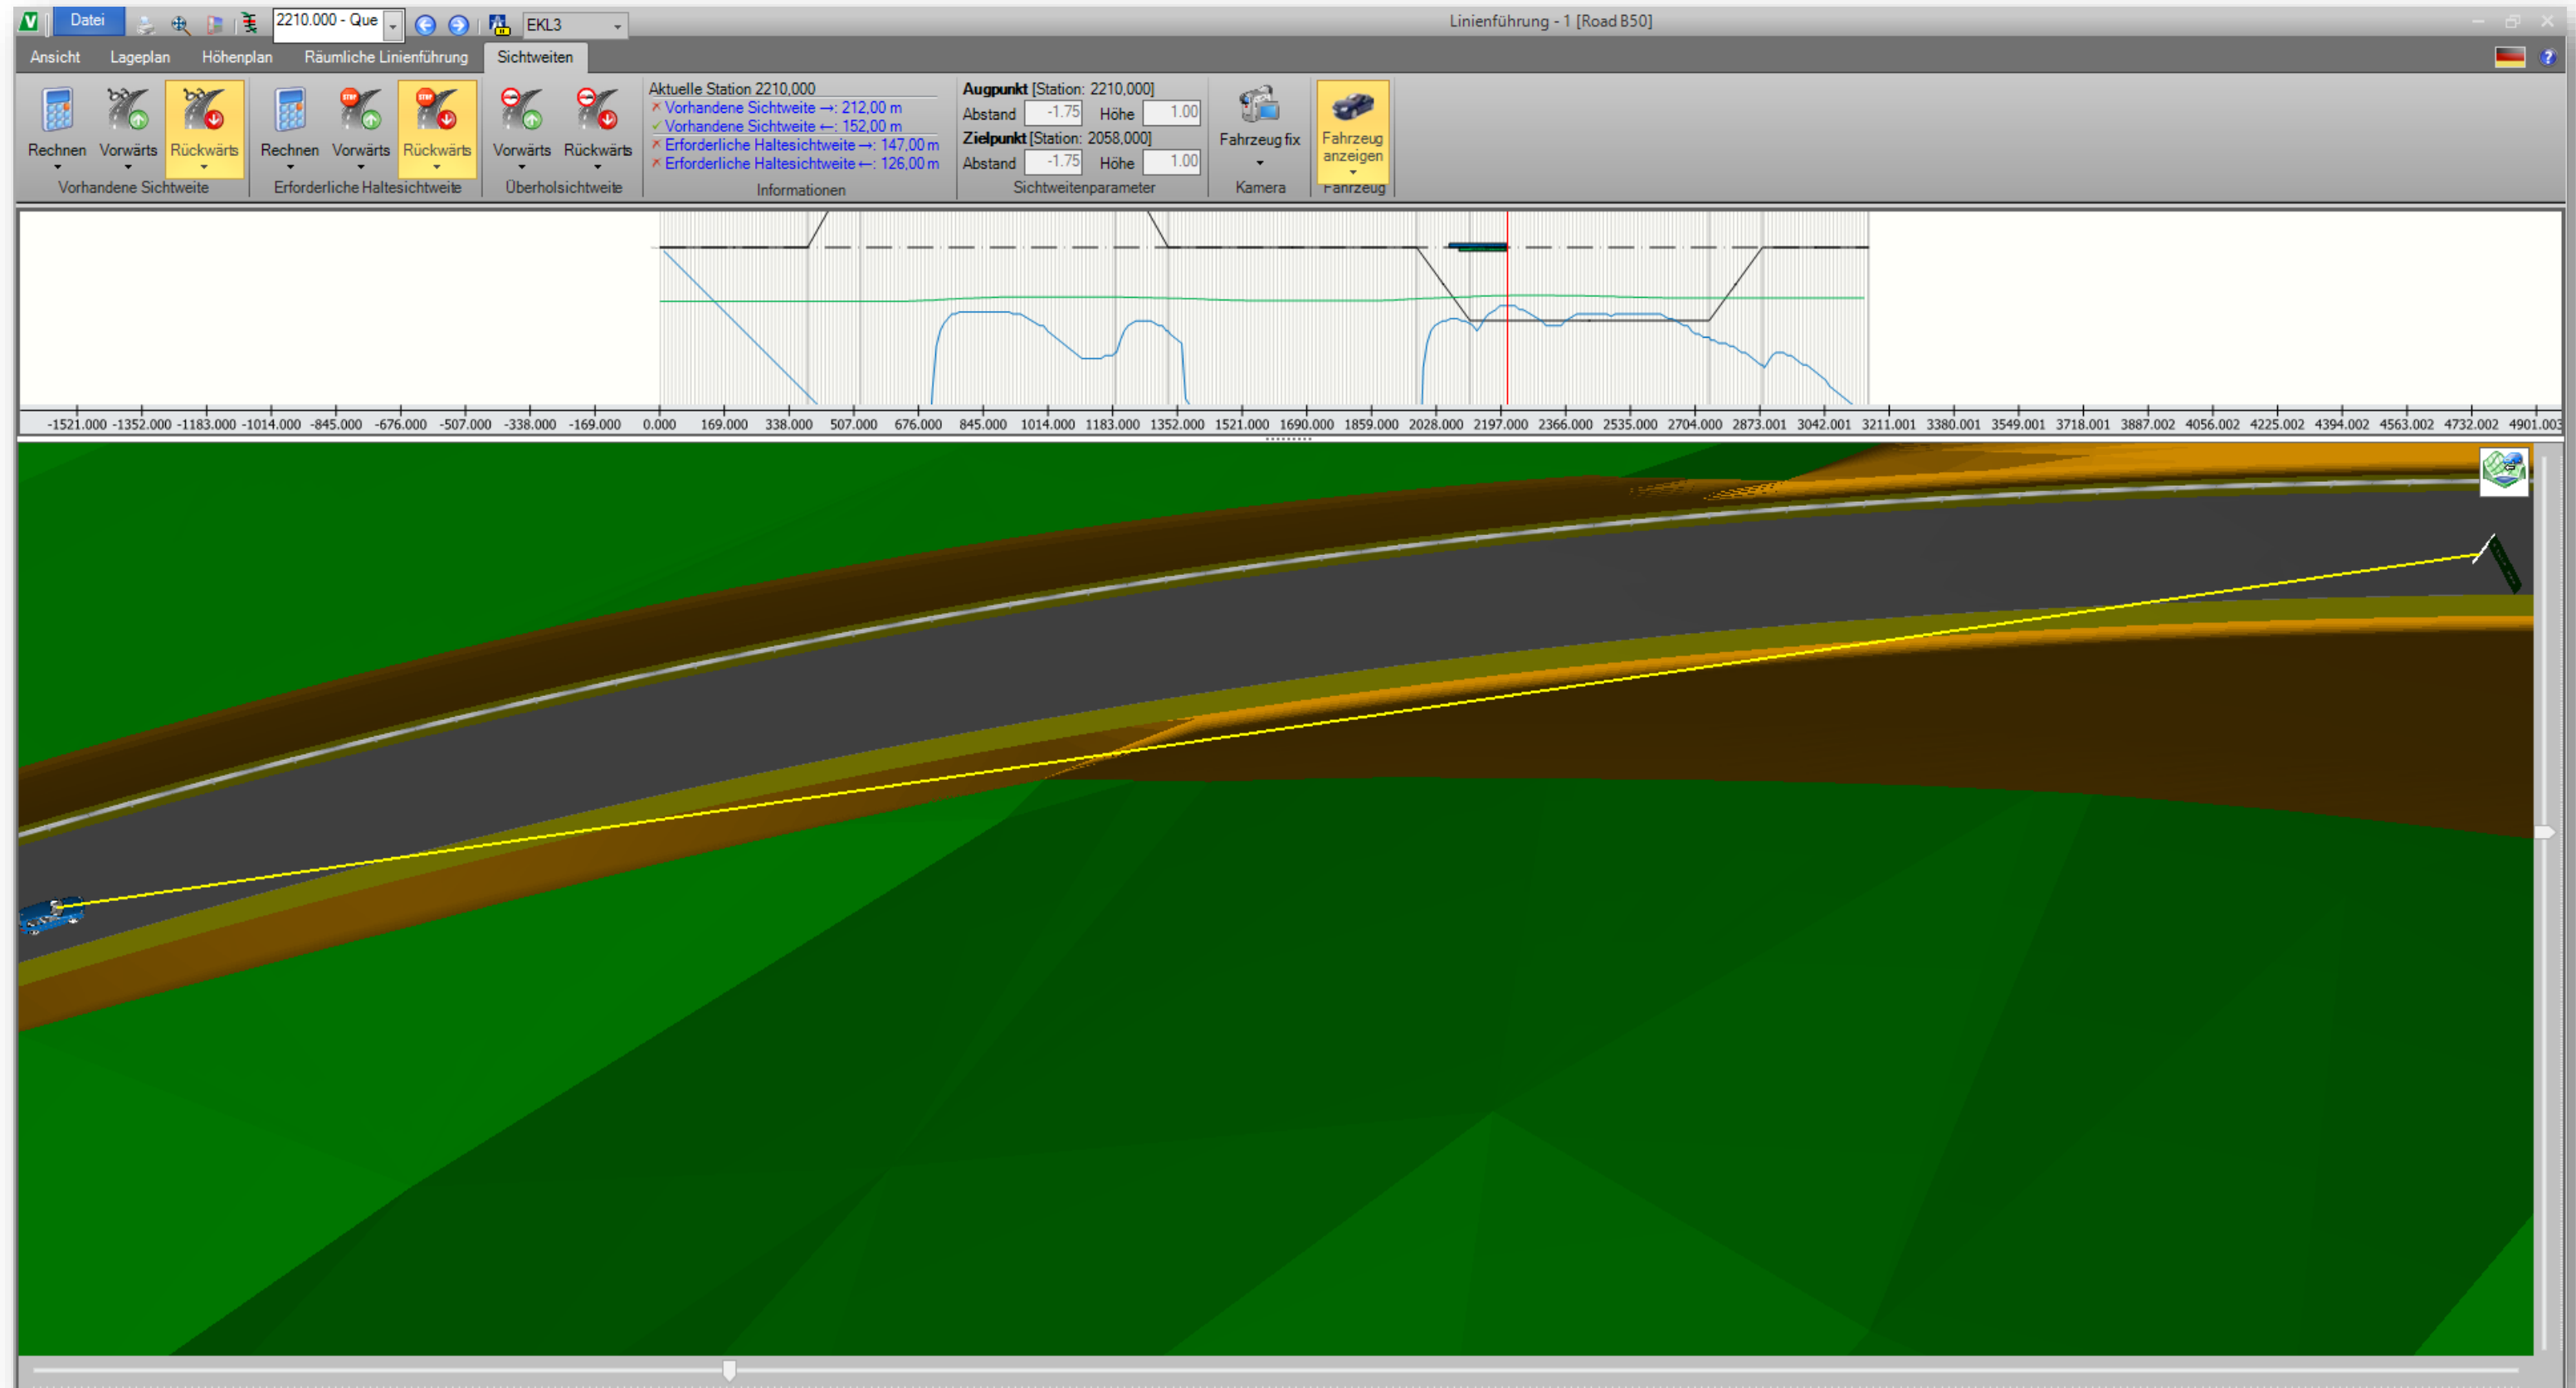 Datei
2210.000 - Que
EKL3
Linienführung - 1 [Road B50]
Ansicht
Lageplan
Höhenplan
Räumliche Linienführung
Sichtweiten
Rechnen
Vorwärts
Rückwärts
Vorhandene Sichtweite
STOP
STOP
Rechnen
Vorwärts
Rückwärts
Erforderliche Haltesichtweite
Vorwärts
Rückwärts
Überholsichtweite
Aktuelle Station 2210,000
Vorhandene Sichtweite →: 212,00 m
Vorhandene Sichtweite ←: 152,00 m
Erforderliche Haltesichtweite →: 147,00 m
Erforderliche Haltesichtweite ←: 126,00 m
Informationen
Augpunkt [Station: 2210,000]
Abstand -1.75 Höhe 1.00
Zielpunkt [Station: 2058,000]
Abstand -1.75 Höhe 1.00
Sichtweitenparameter
Fahrzeug fix
Kamera
Fahrzeug
anzeigen
Fahrzeug
-1521.000 -1352.000 -1183.000 -1014.000 -845.000 -676.000 -507.000 -338.000 -169.000 0.000 169.000 338.000 507.000 676.000 845.000 1014.000 1183.000 1352.000 1521.000 1690.000 1859.000 2028.000 2197.000 2366.000 2535.000 2704.000 2873.001 3042.001 3211.001 3380.001 3549.001 3718.001 3887.002 4056.002 4225.002 4394.002 4563.002 4732.002 4901.003